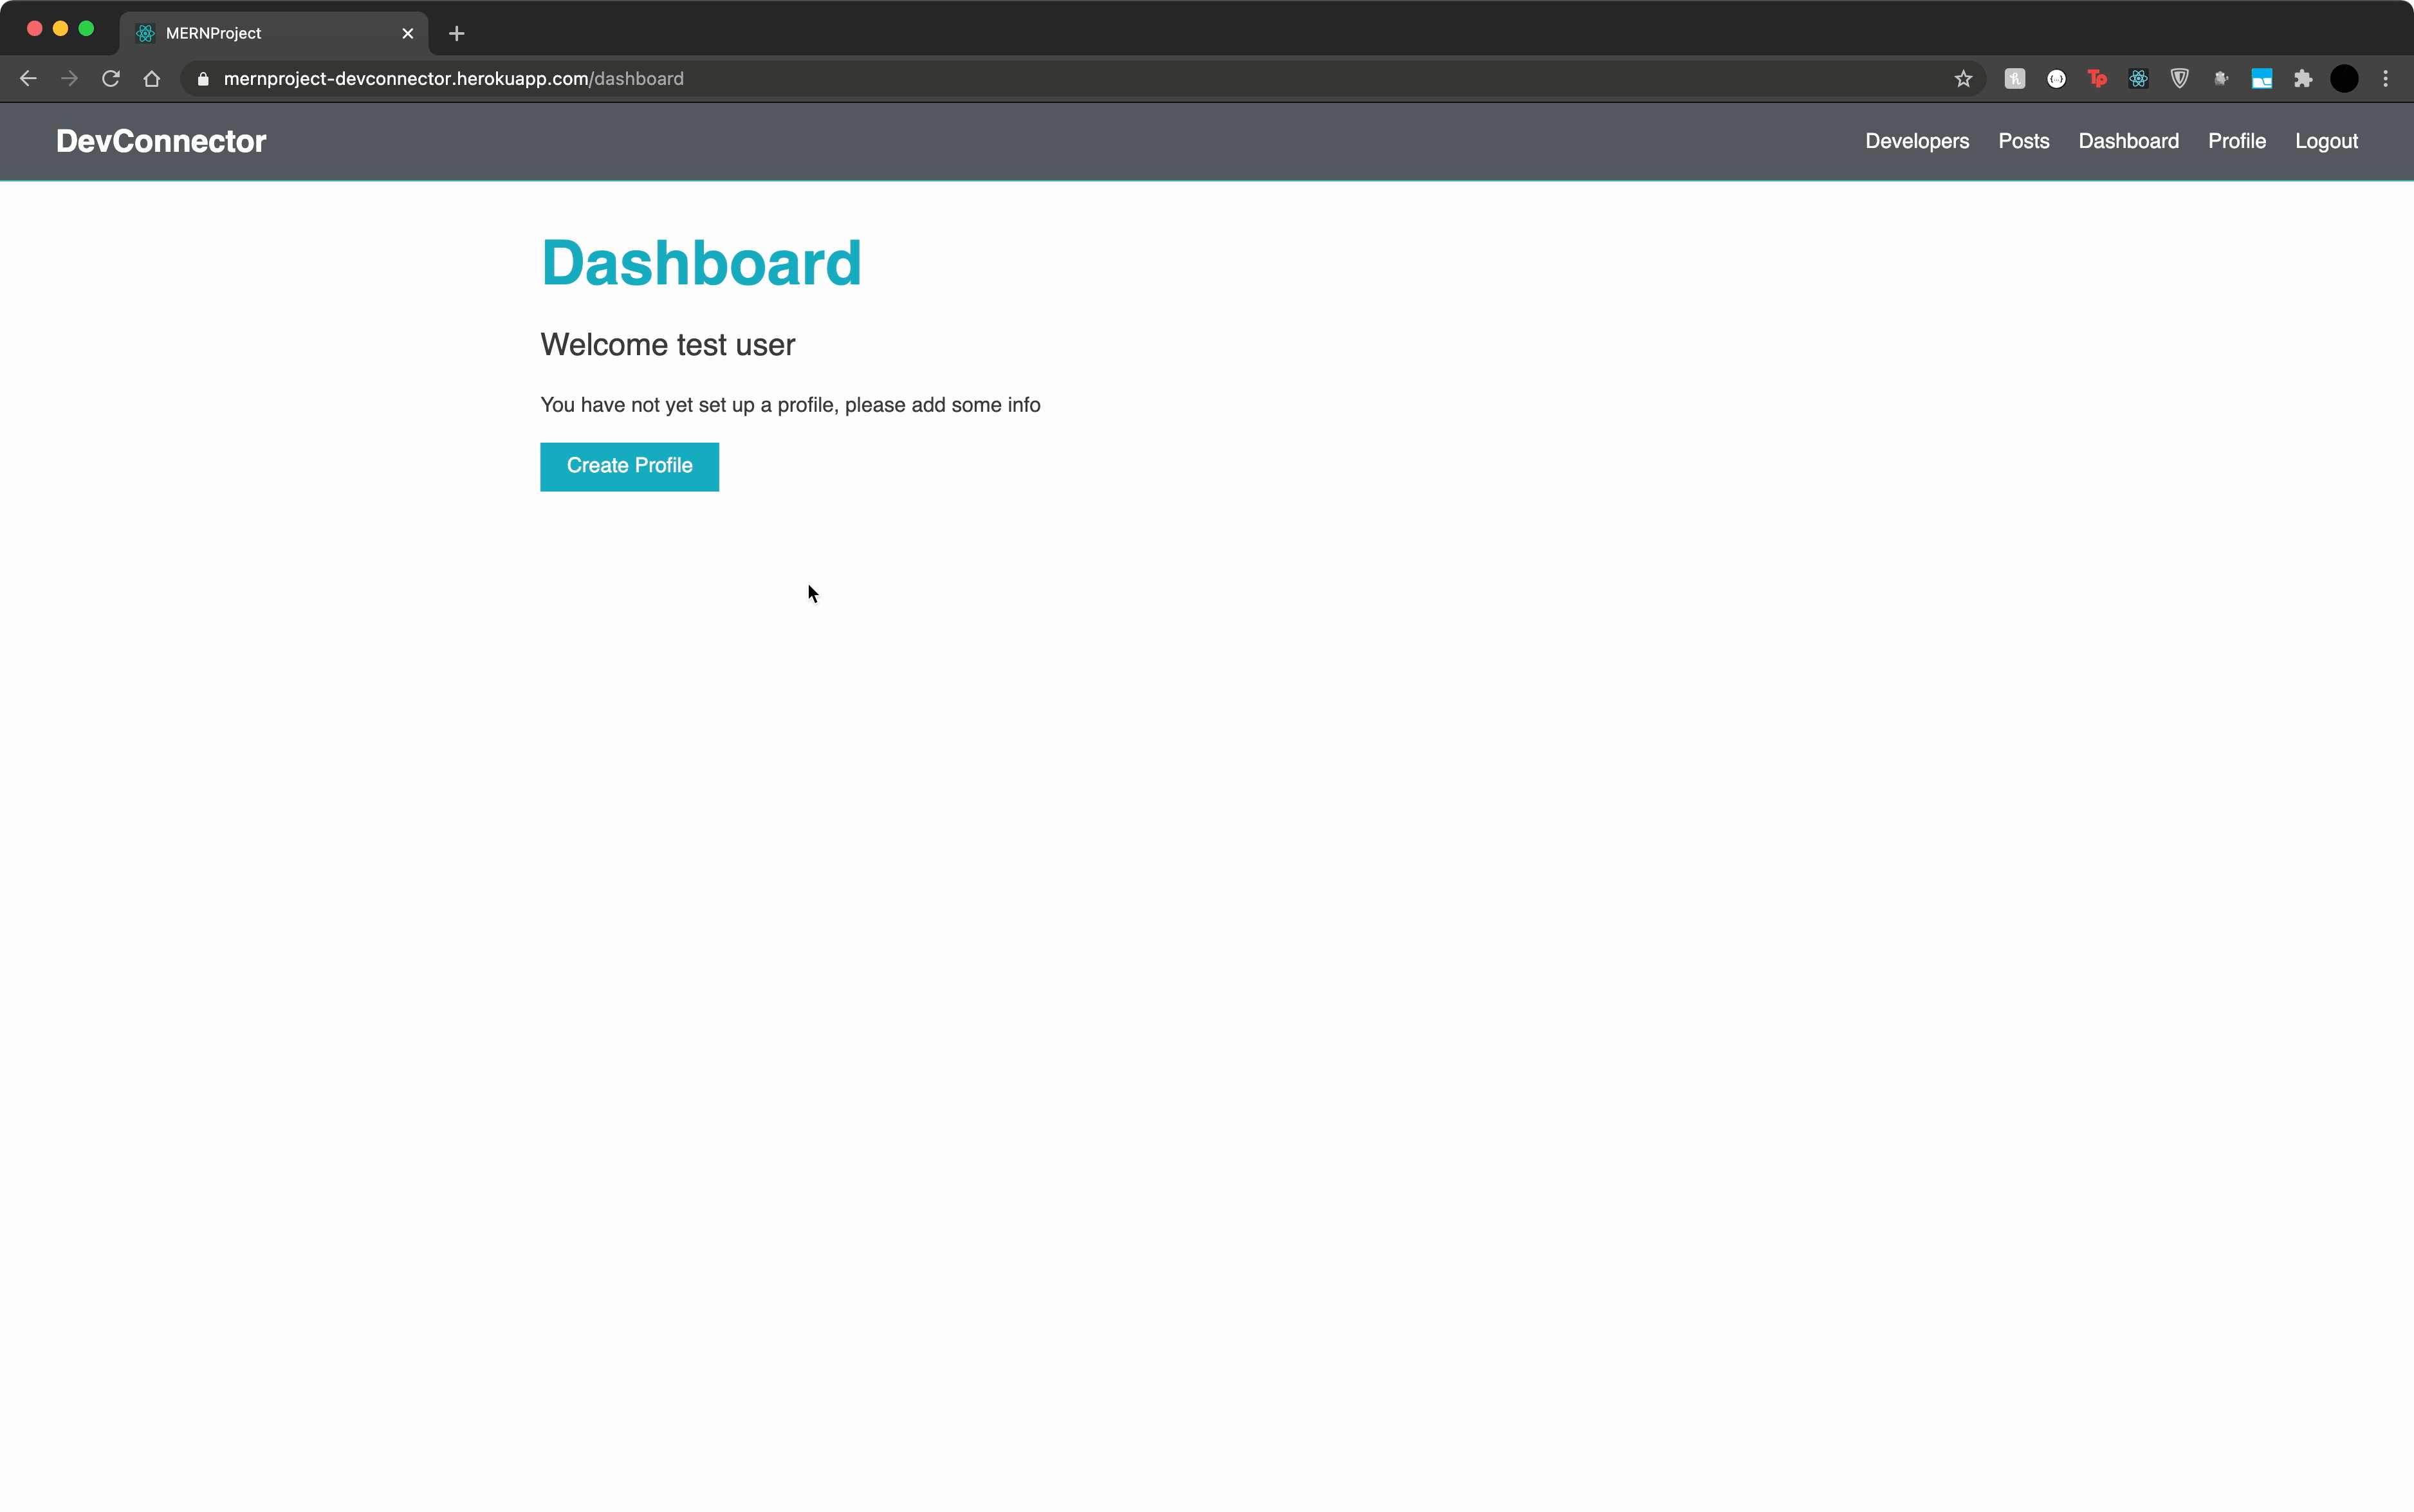 MERNProject
mernproject-devconnector.herokuapp.com/dashboard
Tp
DevConnector
Developers Posts Dashboard Profile Logout
Dashboard
Welcome test user
You have not yet set up a profile, please add some info
Create Profile